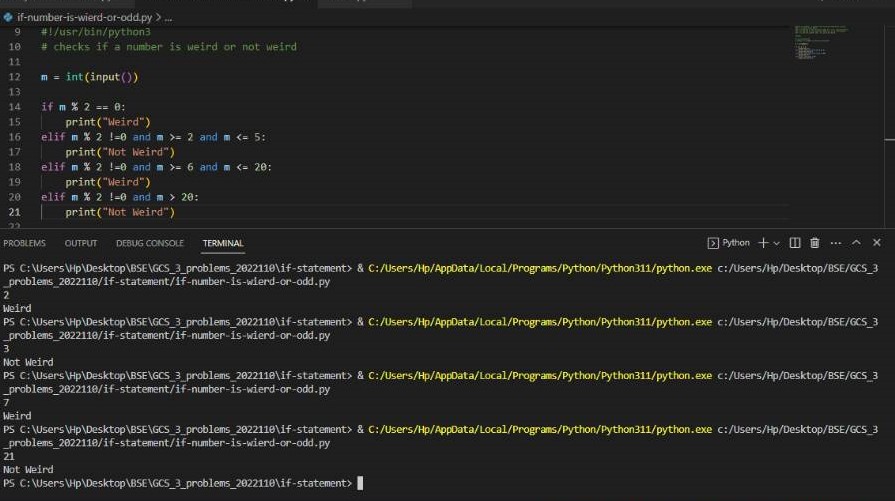 if-number-is-wierd-or-odd.py > ...
9 #!/usr/bin/python3
10 # checks if a number is weird or not weird
11
12 m = int(input())
13
14 if m % 2 == 0:
15 print("Weird")
16 elif m % 2 !=0 and m >= 2 and m <= 5:
17 print("Not Weird")
18 elif m % 2 !=0 and m >= 6 and m <= 20:
19 print("Weird")
20 elif m % 2 !=0 and m > 20:
21 print("Not Weird")
22
PROBLEMS OUTPUT DEBUG CONSOLE TERMINAL Python
PS C:\Users\Hp\Desktop\BSE\GCS_3_problems_2022110\if-statement> & C:/Users/Hp/AppData/Local/Programs/Python/Python311/python.exe c:/Users/Hp/Desktop/BSE/GCS_3
_problems_2022110/if-statement/if-number-is-wierd-or-odd.py
2
Weird
PS C:\Users\Hp\Desktop\BSE\GCS_3_problems_2022110\if-statement> & C:/Users/Hp/AppData/Local/Programs/Python/Python311/python.exe c:/Users/Hp/Desktop/BSE/GCS_3
_problems_2022110/if-statement/if-number-is-wierd-or-odd.py
3
Not Weird
PS C:\Users\Hp\Desktop\BSE\GCS_3_problems_2022110\if-statement> & C:/Users/Hp/AppData/Local/Programs/Python/Python311/python.exe c:/Users/Hp/Desktop/BSE/GCS_3
_problems_2022110/if-statement/if-number-is-wierd-or-odd.py
7
Weird
PS C:\Users\Hp\Desktop\BSE\GCS_3_problems_2022110\if-statement> & C:/Users/Hp/AppData/Local/Programs/Python/Python311/python.exe c:/Users/Hp/Desktop/BSE/GCS_3
_problems_2022110/if-statement/if-number-is-wierd-or-odd.py
21
Not Weird
PS C:\Users\Hp\Desktop\BSE\GCS_3_problems_2022110\if-statement>